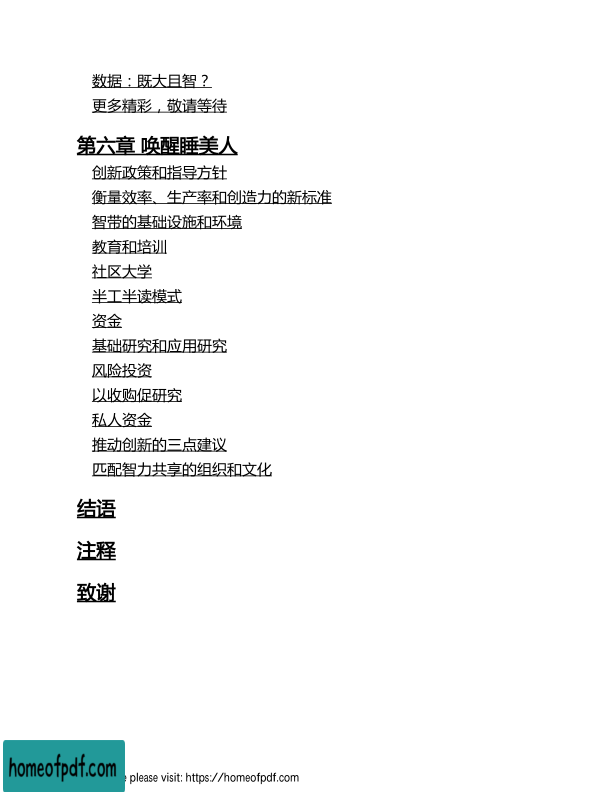 数据：既大且智？
更多精彩，敬请等待
第六章 唤醒睡美人
创新政策和指导方针
衡量效率、生产率和创造力的新标准
智带的基础设施和环境
教育和培训
社区大学
半工半读模式
资金
基础研究和应用研究
风险投资
以收购促研究
私人资金
推动创新的三点建议
匹配智力共享的组织和文化
结语
注释
致谢
homeofpdf.com
please visit: https://homeofpdf.com